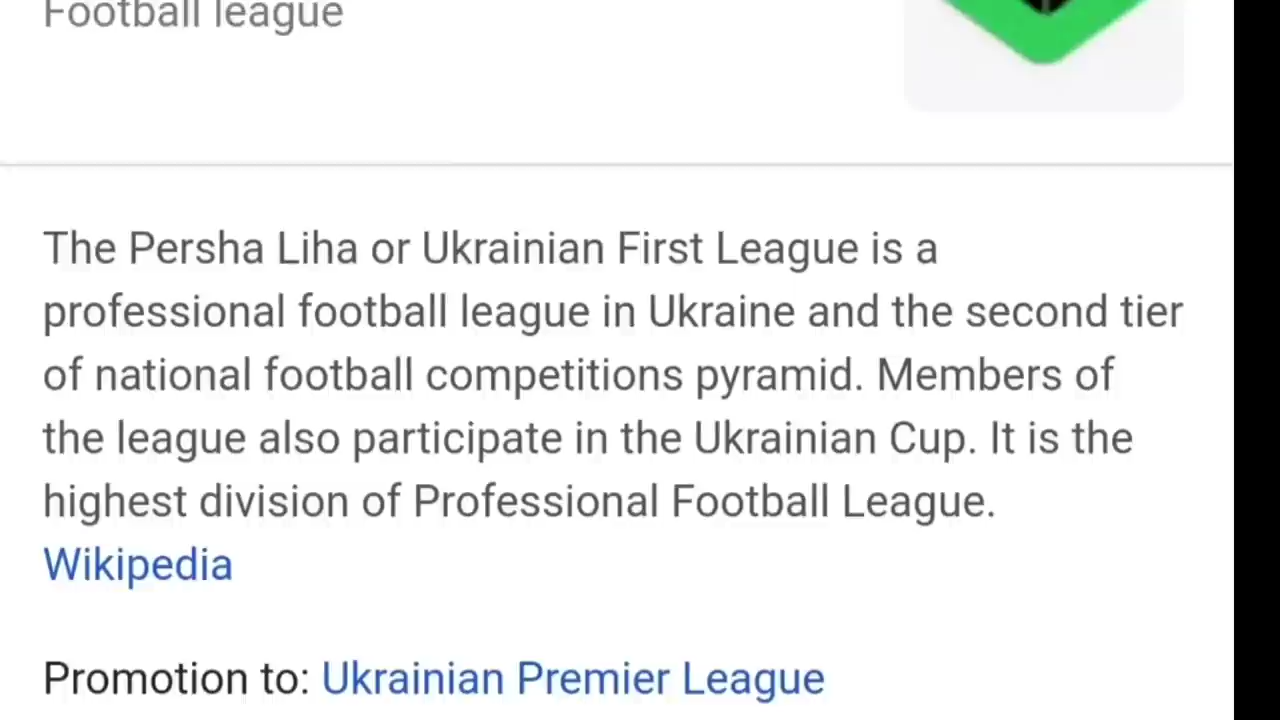 Football league
The Persha Liha or Ukrainian First League is a
professional football league in Ukraine and the second tier
of national football competitions pyramid. Members of
the league also participate in the Ukrainian Cup. It is the
highest division of Professional Football League.
Wikipedia
Promotion to: Ukrainian Premier League